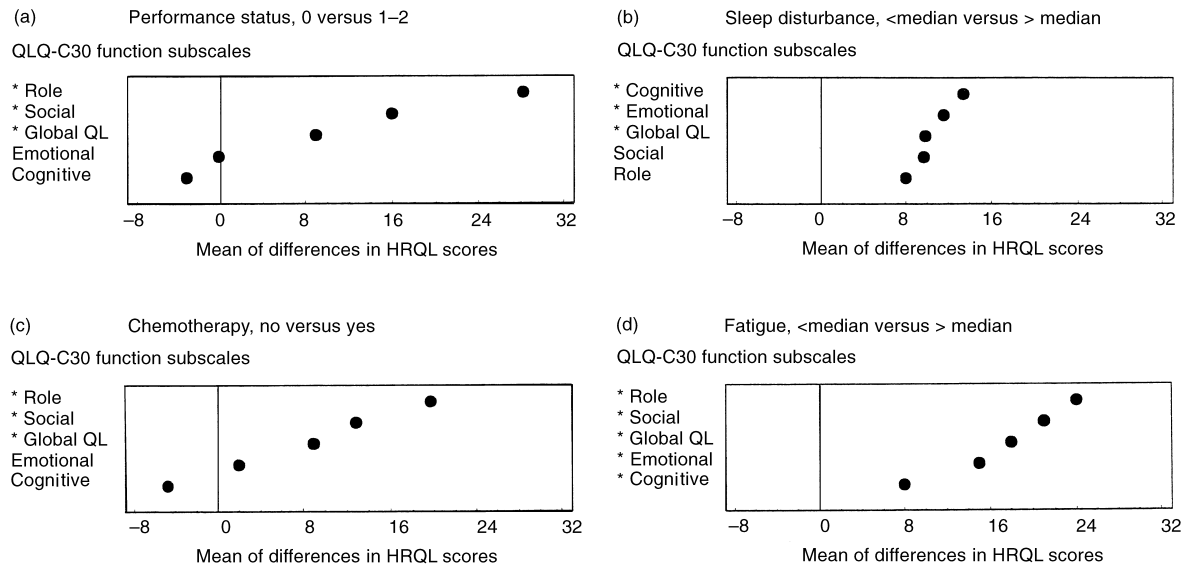 (a) Performance status, 0 versus 1–2
QLQ-C30 function subscales
* Role
* Social
* Global QL
Emotional
Cognitive
–8 0 8 16 24 32
Mean of differences in HRQL scores
(b) Sleep disturbance, <median versus > median
QLQ-C30 function subscales
* Cognitive
* Emotional
* Global QL
Social
Role
–8 0 8 16 24 32
Mean of differences in HRQL scores
(c) Chemotherapy, no versus yes
QLQ-C30 function subscales
* Role
* Social
* Global QL
Emotional
Cognitive
–8 0 8 16 24 32
Mean of differences in HRQL scores
(d) Fatigue, <median versus > median
QLQ-C30 function subscales
* Role
* Social
* Global QL
* Emotional
* Cognitive
–8 0 8 16 24 32
Mean of differences in HRQL scores